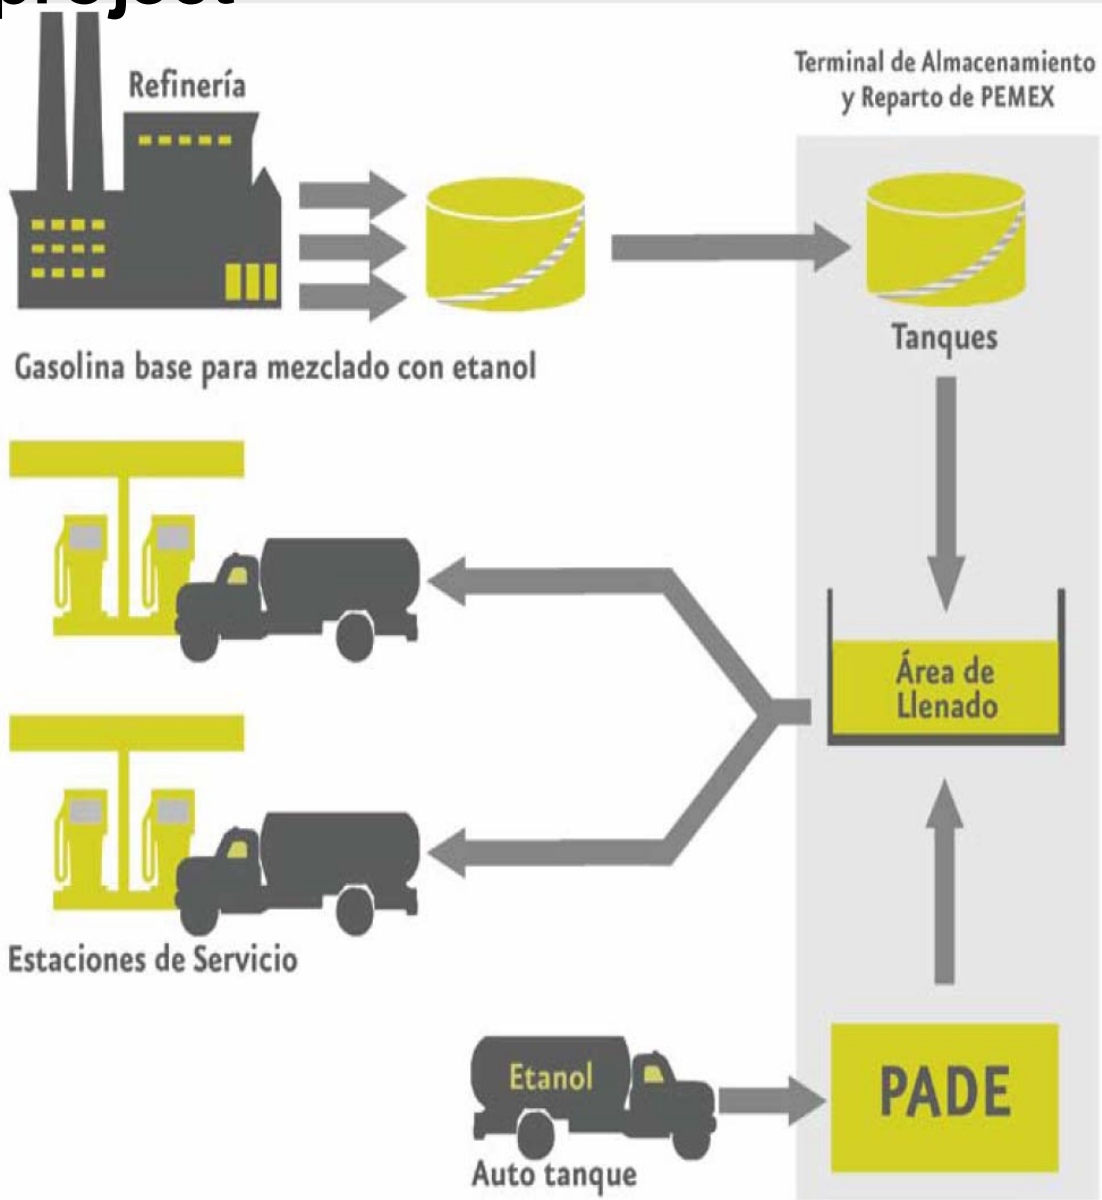 project
Refinería
Terminal de Almacenamiento
y Reparto de PEMEX
Tanques
Gasolina base para mezclado con etanol
Área de
Llenado
Estaciones de Servicio
Etanol
PADE
Auto tanque